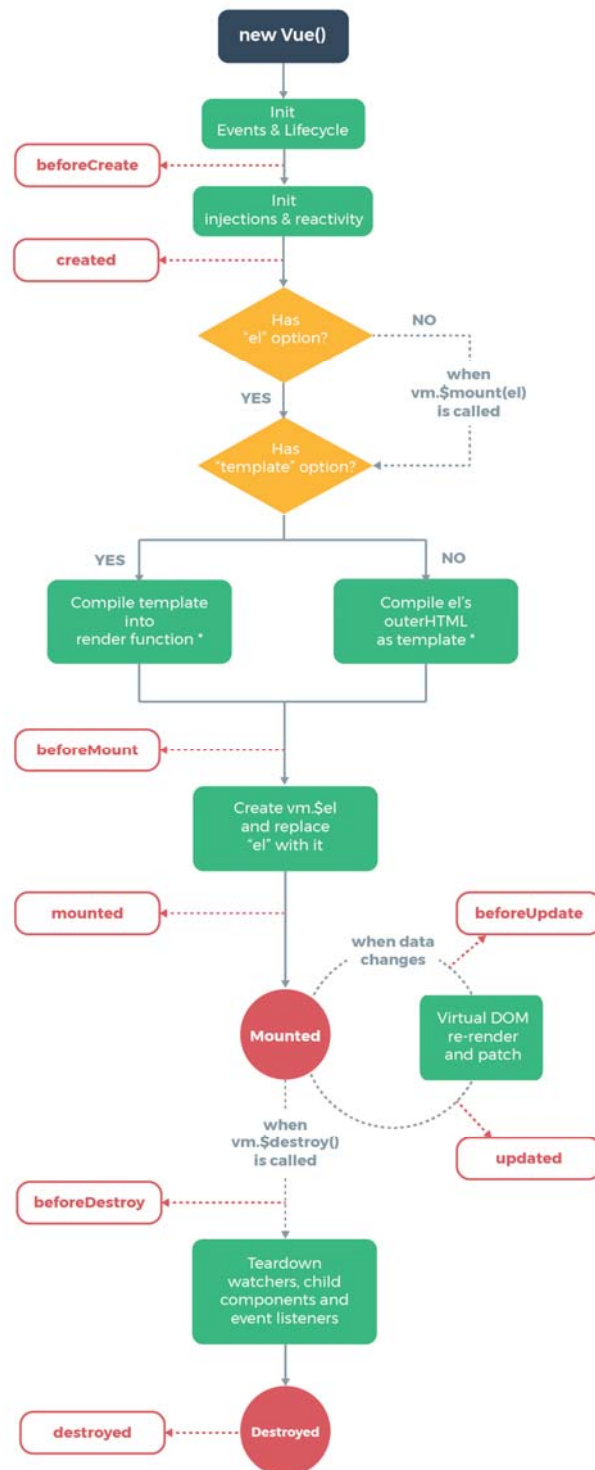 new Vue()
Init
Events & Lifecycle
beforeCreate
Init
injections & reactivity
created
Has
“el” option?
NO
when
vm.$mount(el)
is called
YES
Has
“template” option?
YES
NO
Compile template
into
render function *
Compile el’s
outerHTML
as template *
beforeMount
Create vm.$el
and replace
“el” with it
mounted
beforeUpdate
when data
changes
Mounted
Virtual DOM
re-render
and patch
when
vm.$destroy()
is called
updated
beforeDestroy
Teardown
watchers, child
components and
event listeners
destroyed
Destroyed